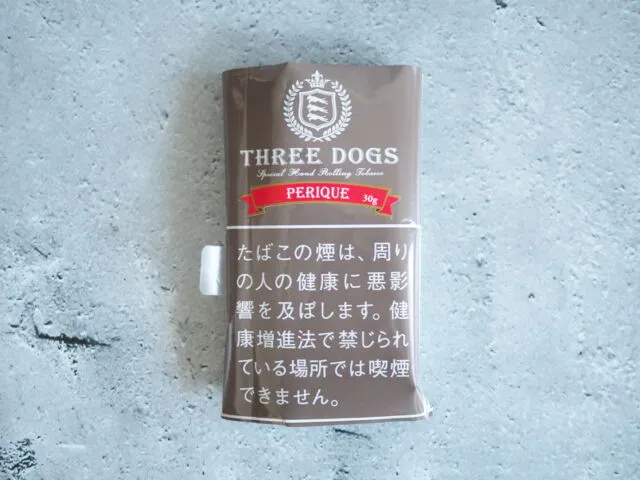 THREE DOGS
Special Hand Rolling Tobacco
PERIQUE 30g
たばこの煙は、周り
の人の健康に悪影
響を及ぼします。健
康増進法で禁じられ
ている場所では喫煙
できません。